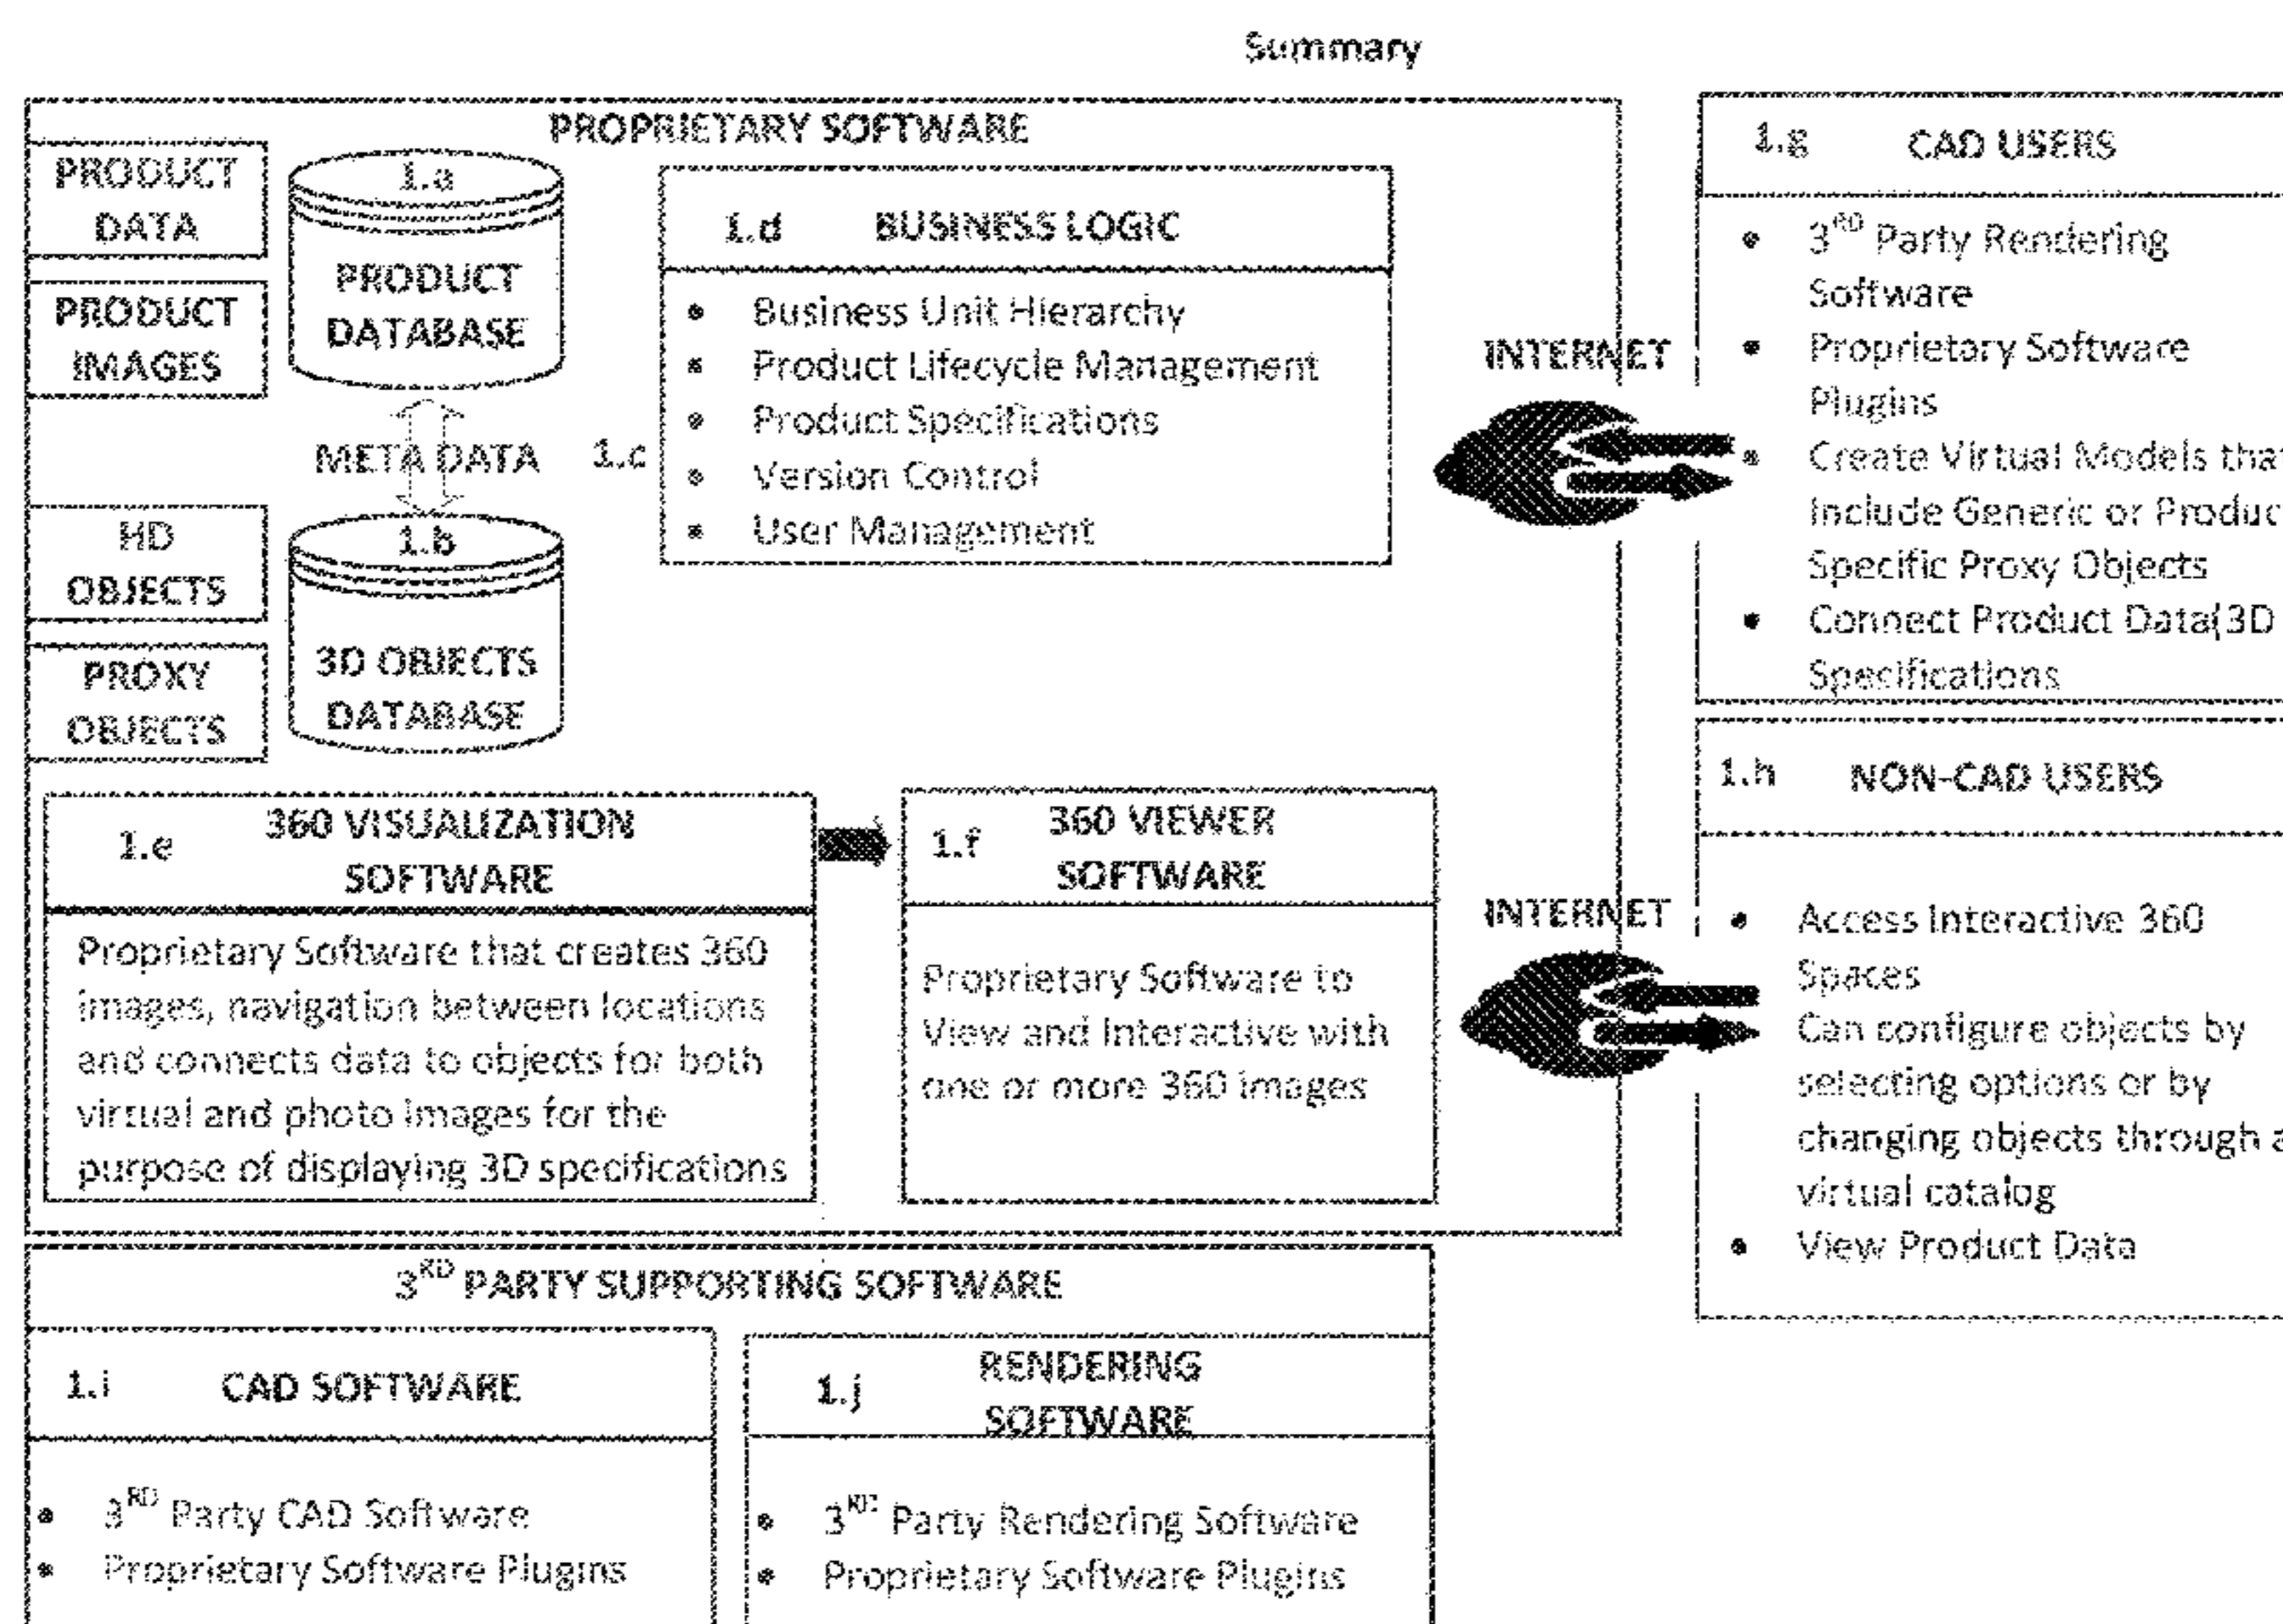 Summary
PROPRIETARY SOFTWARE
PRODUCT
DATA
PRODUCT
IMAGES
1.a
PRODUCT
DATABASE
META DATA
1.c
HD
OBJECTS
PROXY
OBJECTS
1.b
3D OBJECTS
DATABASE
1.d BUSINESS LOGIC
• Business Unit Hierarchy
• Product Lifecycle Management
• Product Specifications
• Version Control
• User Management
INTERNET
1.g CAD USERS
• 3RD Party Rendering
Software
• Proprietary Software
Plugins
• Create Virtual Models that
Include Generic or Produc
Specific Proxy Objects
• Connect Product Data(3D
Specifications
1.e 360 VISUALIZATION
SOFTWARE
Proprietary Software that creates 360
images, navigation between locations
and connects data to objects for both
virtual and photo images for the
purpose of displaying 3D specifications
1.f 360 VIEWER
SOFTWARE
Proprietary Software to
View and Interactive with
one or more 360 images
INTERNET
1.h NON-CAD USERS
• Access Interactive 360
Spaces
Can configure objects by
selecting options or by
changing objects through a
virtual catalog
• View Product Data
3RD PARTY SUPPORTING SOFTWARE
1.i CAD SOFTWARE
• 3RD Party CAD Software
• Proprietary Software Plugins
1.j RENDERING
SOFTWARE
• 3RD Party Rendering Software
• Proprietary Software Plugins